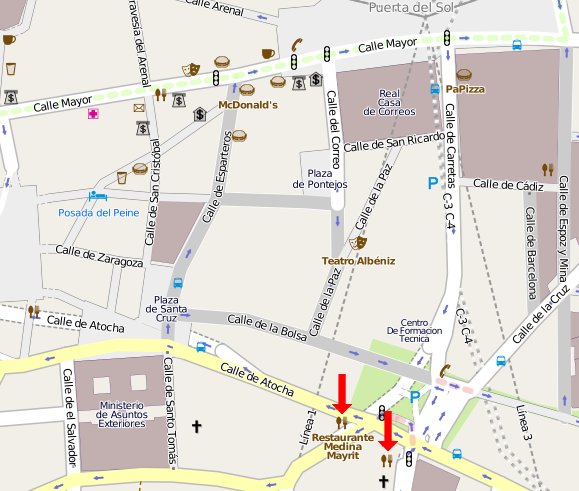 Puerta del Sol
Calle Arenal
Travesia del Arenal
Calle Mayor
Calle Mayor
McDonald's
Real
Casa
de Correos
PaPizza
Calle del Correo
Calle de San Ricardo
Calle de Carretas
C-3 C-4
Calle de Esparteros
Calle de San Cristóbal
Plaza
de Pontejos
Calle de la Paz
P
Calle de Cádiz
Posada del Peine
Calle de Espoz y Mina
Calle de Barcelona
Calle de Zaragoza
Teatro Albéniz
Plaza
de Santa
Cruz
Calle de la Paz
Calle de la Cruz
Calle de Atocha
Calle de la Bolsa
Centro
De Formacion
Tecnica
C-3 C-4
Calle de Atocha
Calle de el Salvador
Calle de Santo Tomás
Ministerio
de Asuntos
Exteriores
P
Línea 1
Línea 3
Restaurante
Medina
Mayrit